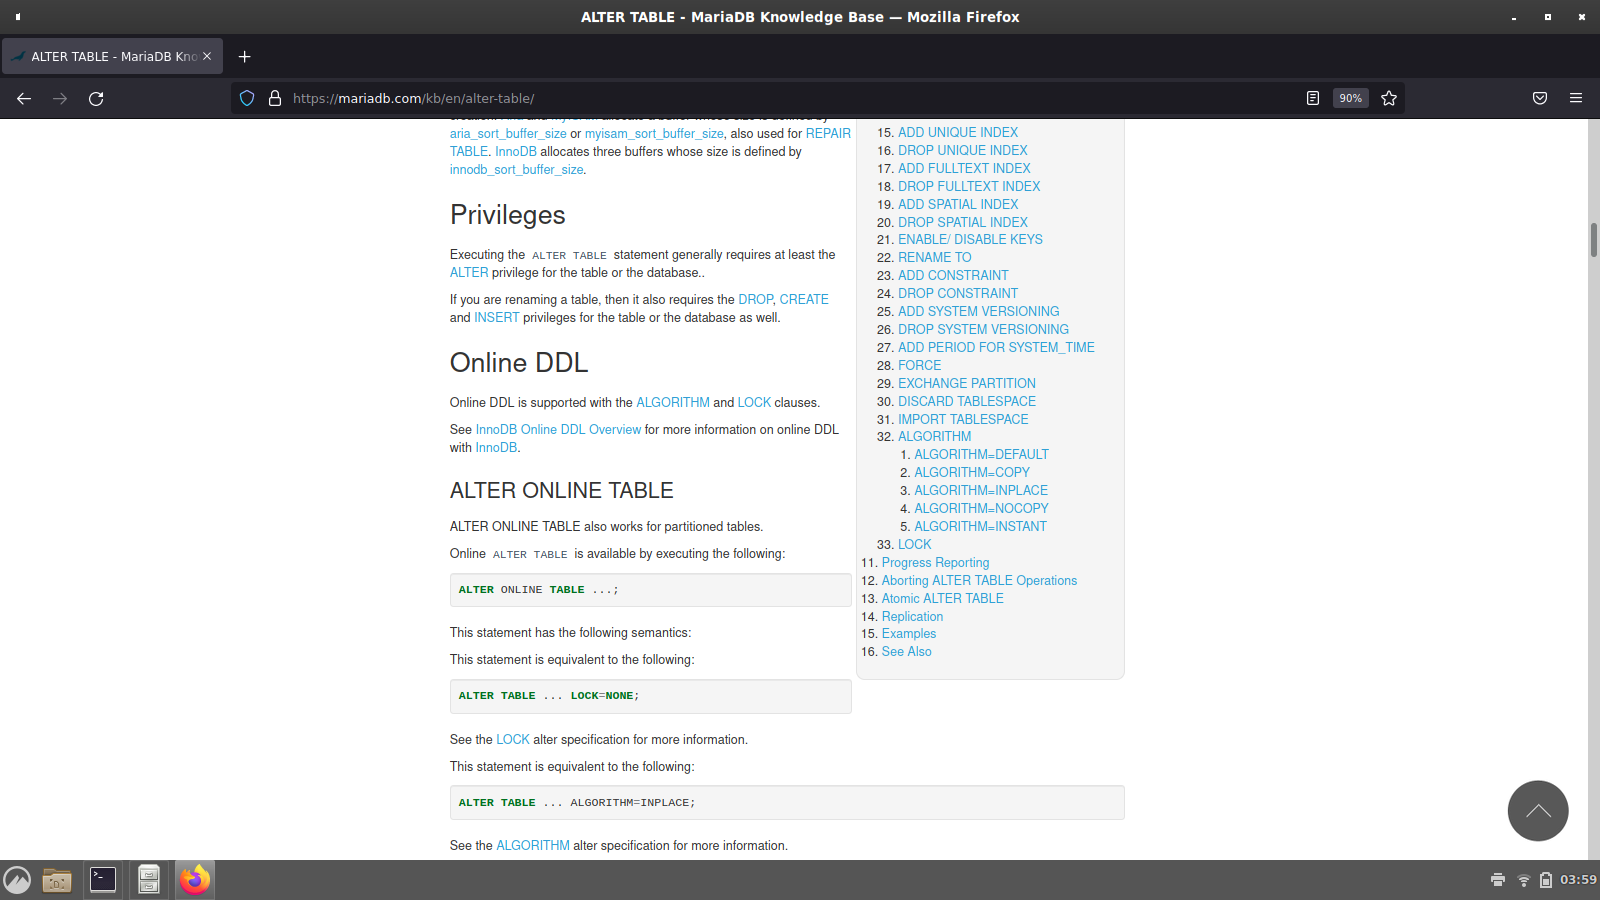 ALTER TABLE - MariaDB Knowledge Base — Mozilla Firefox
ALTER TABLE - MariaDB Kno
https://mariadb.com/kb/en/alter-table/
90%
aria_sort_buffer_size or myisam_sort_buffer_size, also used for REPAIR
TABLE. InnoDB allocates three buffers whose size is defined by
innodb_sort_buffer_size.
Privileges
Executing the ALTER TABLE statement generally requires at least the
ALTER privilege for the table or the database..
If you are renaming a table, then it also requires the DROP, CREATE
and INSERT privileges for the table or the database as well.
Online DDL
Online DDL is supported with the ALGORITHM and LOCK clauses.
See InnoDB Online DDL Overview for more information on online DDL
with InnoDB.
ALTER ONLINE TABLE
ALTER ONLINE TABLE also works for partitioned tables.
Online ALTER TABLE is available by executing the following:
ALTER ONLINE TABLE ...;
This statement has the following semantics:
This statement is equivalent to the following:
ALTER TABLE ... LOCK=NONE;
See the LOCK alter specification for more information.
This statement is equivalent to the following:
ALTER TABLE ... ALGORITHM=INPLACE;
See the ALGORITHM alter specification for more information.
15. ADD UNIQUE INDEX
16. DROP UNIQUE INDEX
17. ADD FULLTEXT INDEX
18. DROP FULLTEXT INDEX
19. ADD SPATIAL INDEX
20. DROP SPATIAL INDEX
21. ENABLE/ DISABLE KEYS
22. RENAME TO
23. ADD CONSTRAINT
24. DROP CONSTRAINT
25. ADD SYSTEM VERSIONING
26. DROP SYSTEM VERSIONING
27. ADD PERIOD FOR SYSTEM_TIME
28. FORCE
29. EXCHANGE PARTITION
30. DISCARD TABLESPACE
31. IMPORT TABLESPACE
32. ALGORITHM
1. ALGORITHM=DEFAULT
2. ALGORITHM=COPY
3. ALGORITHM=INPLACE
4. ALGORITHM=NOCOPY
5. ALGORITHM=INSTANT
33. LOCK
11. Progress Reporting
12. Aborting ALTER TABLE Operations
13. Atomic ALTER TABLE
14. Replication
15. Examples
16. See Also
03:59